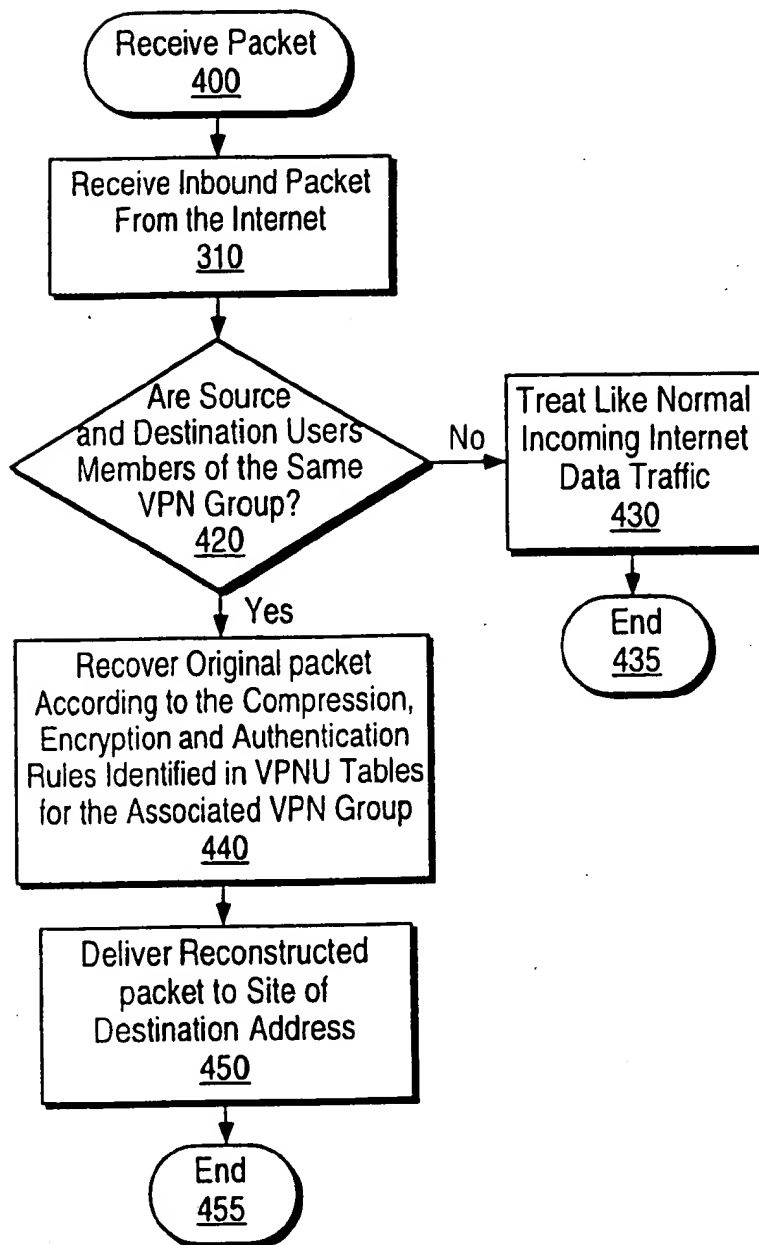 Receive Packet
400
Receive Inbound Packet
From the Internet
310
Are Source
and Destination Users
Members of the Same
VPN Group?
420
No
Treat Like Normal
Incoming Internet
Data Traffic
430
End
435
Yes
Recover Original packet
According to the Compression,
Encryption and Authentication
Rules Identified in VPNU Tables
for the Associated VPN Group
440
Deliver Reconstructed
packet to Site of
Destination Address
450
End
455